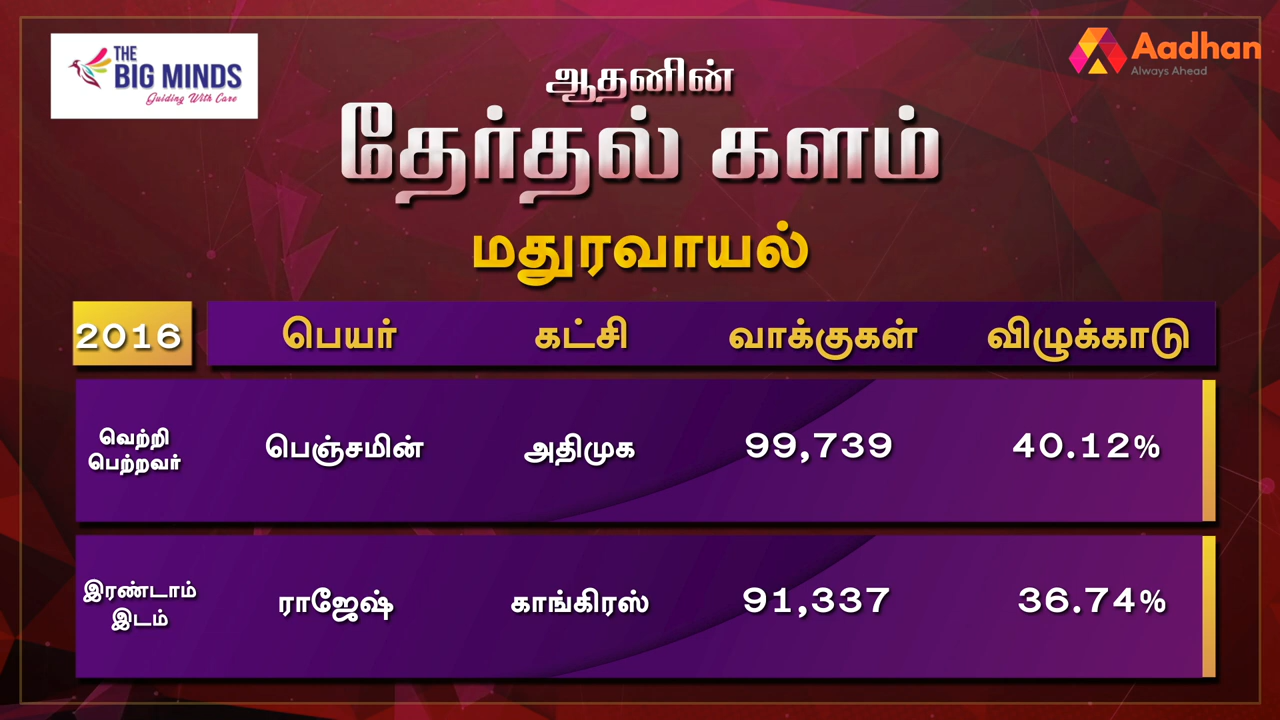 THE
BIG MINDS
Guiding With Care
Aadhan
Always Ahead
ஆதனின்
தேர்தல் களம்
மதுரவாயல்
2016 பெயர் கட்சி வாக்குகள் விழுக்காடு
வெற்றி
பெற்றவர்
பெஞ்சமின் அதிமுக 99,739 40.12%
இரண்டாம்
இடம்
ராஜேஷ் காங்கிரஸ் 91,337 36.74%